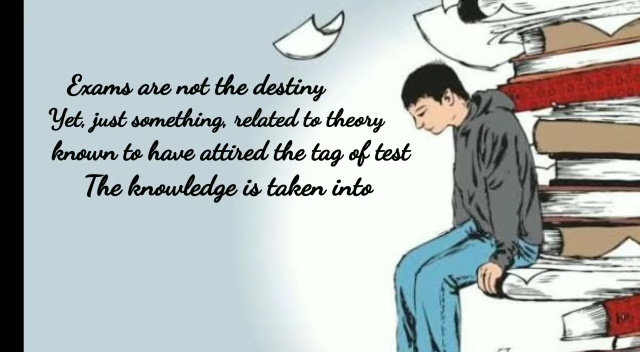 Exams are not the destiny
Yet, just something, related to theory
known to have attired the tag of test
The knowledge is taken into